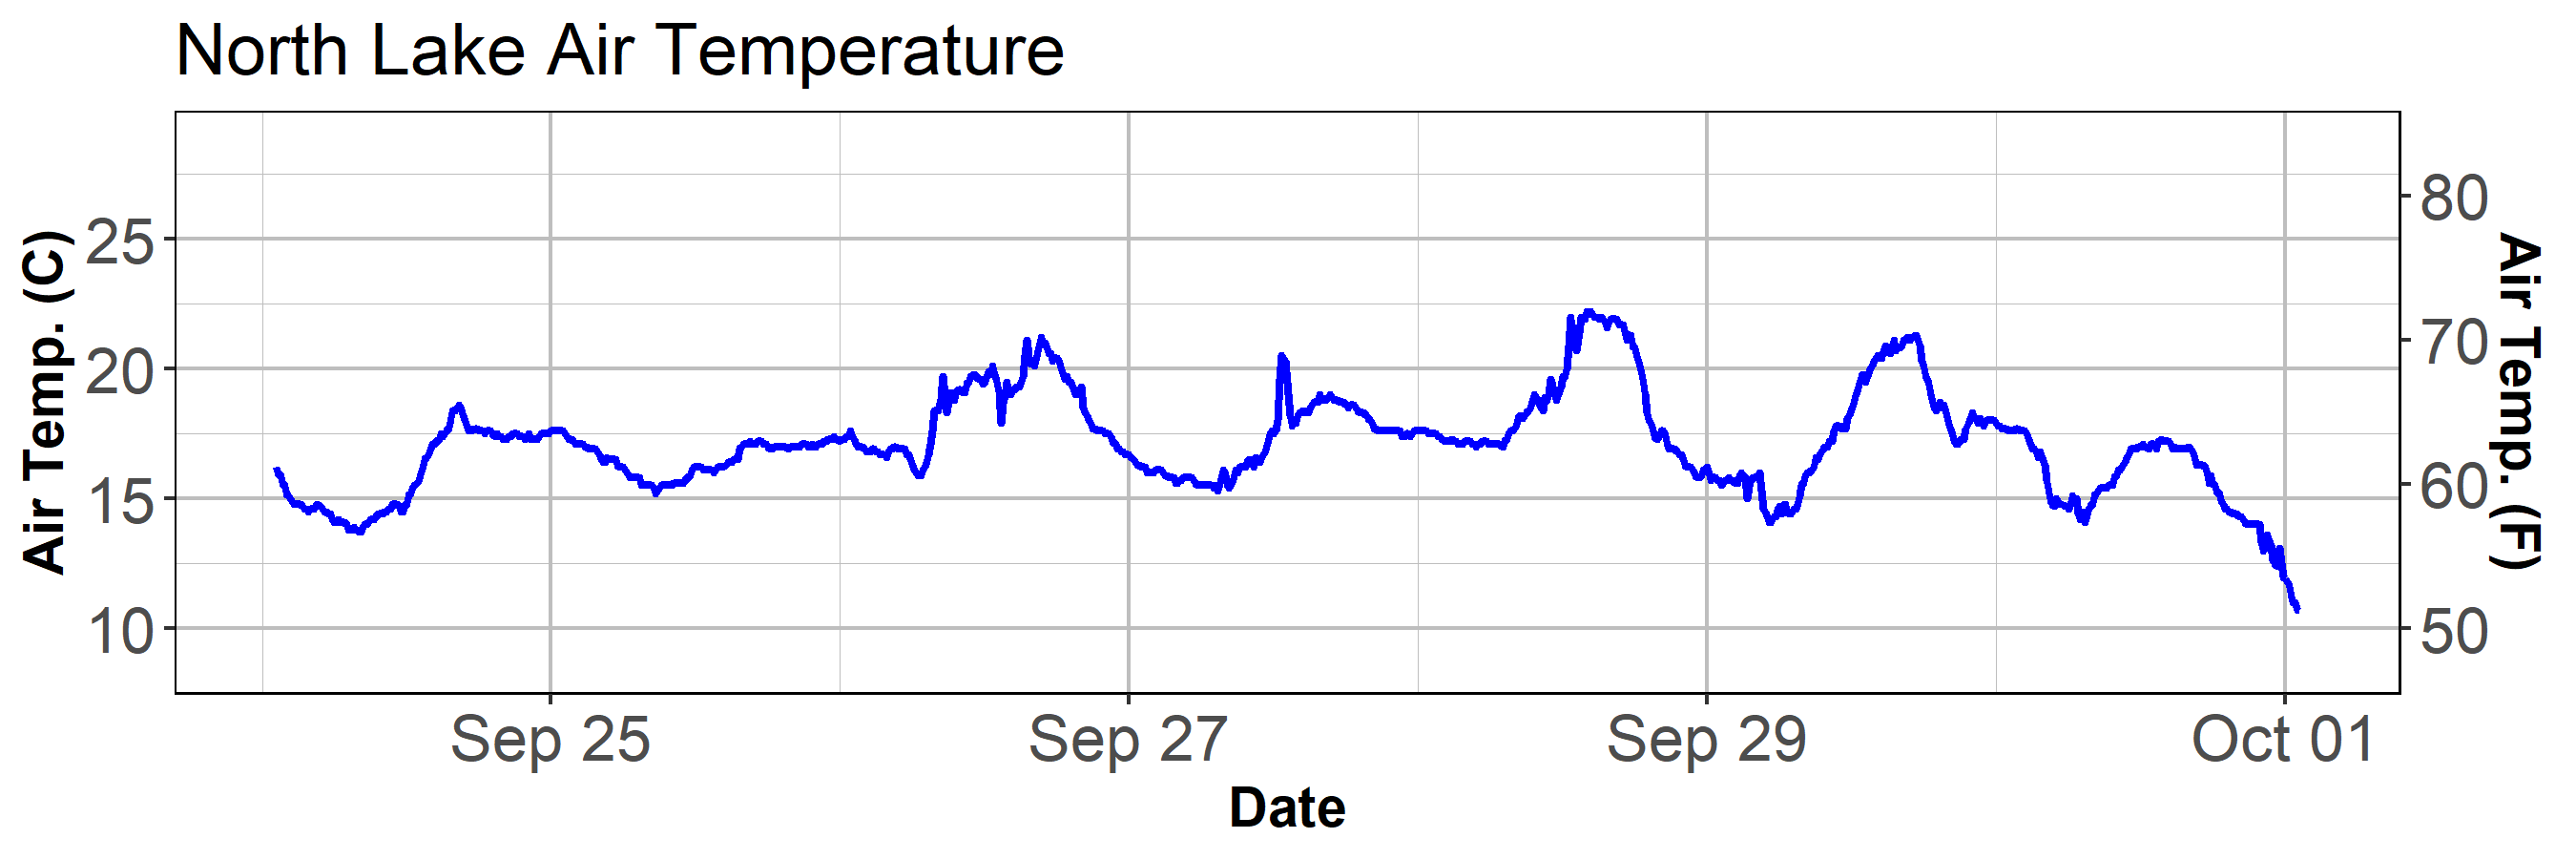 North Lake Air Temperature
Air Temp. (C)
25
20
15
10
80
70
60
50
Air Temp. (F)
Sep 25
Sep 27
Sep 29
Oct 01
Date